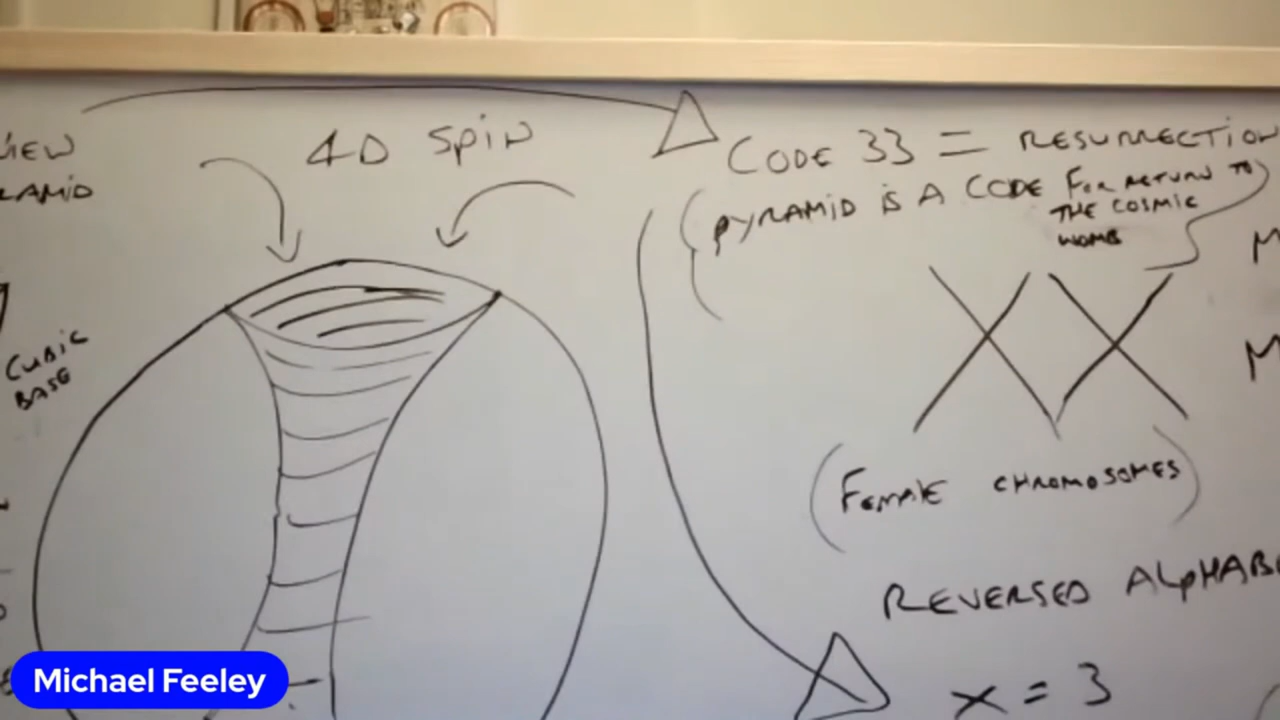 4D SPIN
CODE 33 = RESURRECTION
(PYRAMID IS A CODE FOR RETURN TO
THE COSMIC
WOMB
CUBIC
BASE
XX
(FEMALE CHROMOSOMES)
REVERSED
X = 3
Michael Feeley